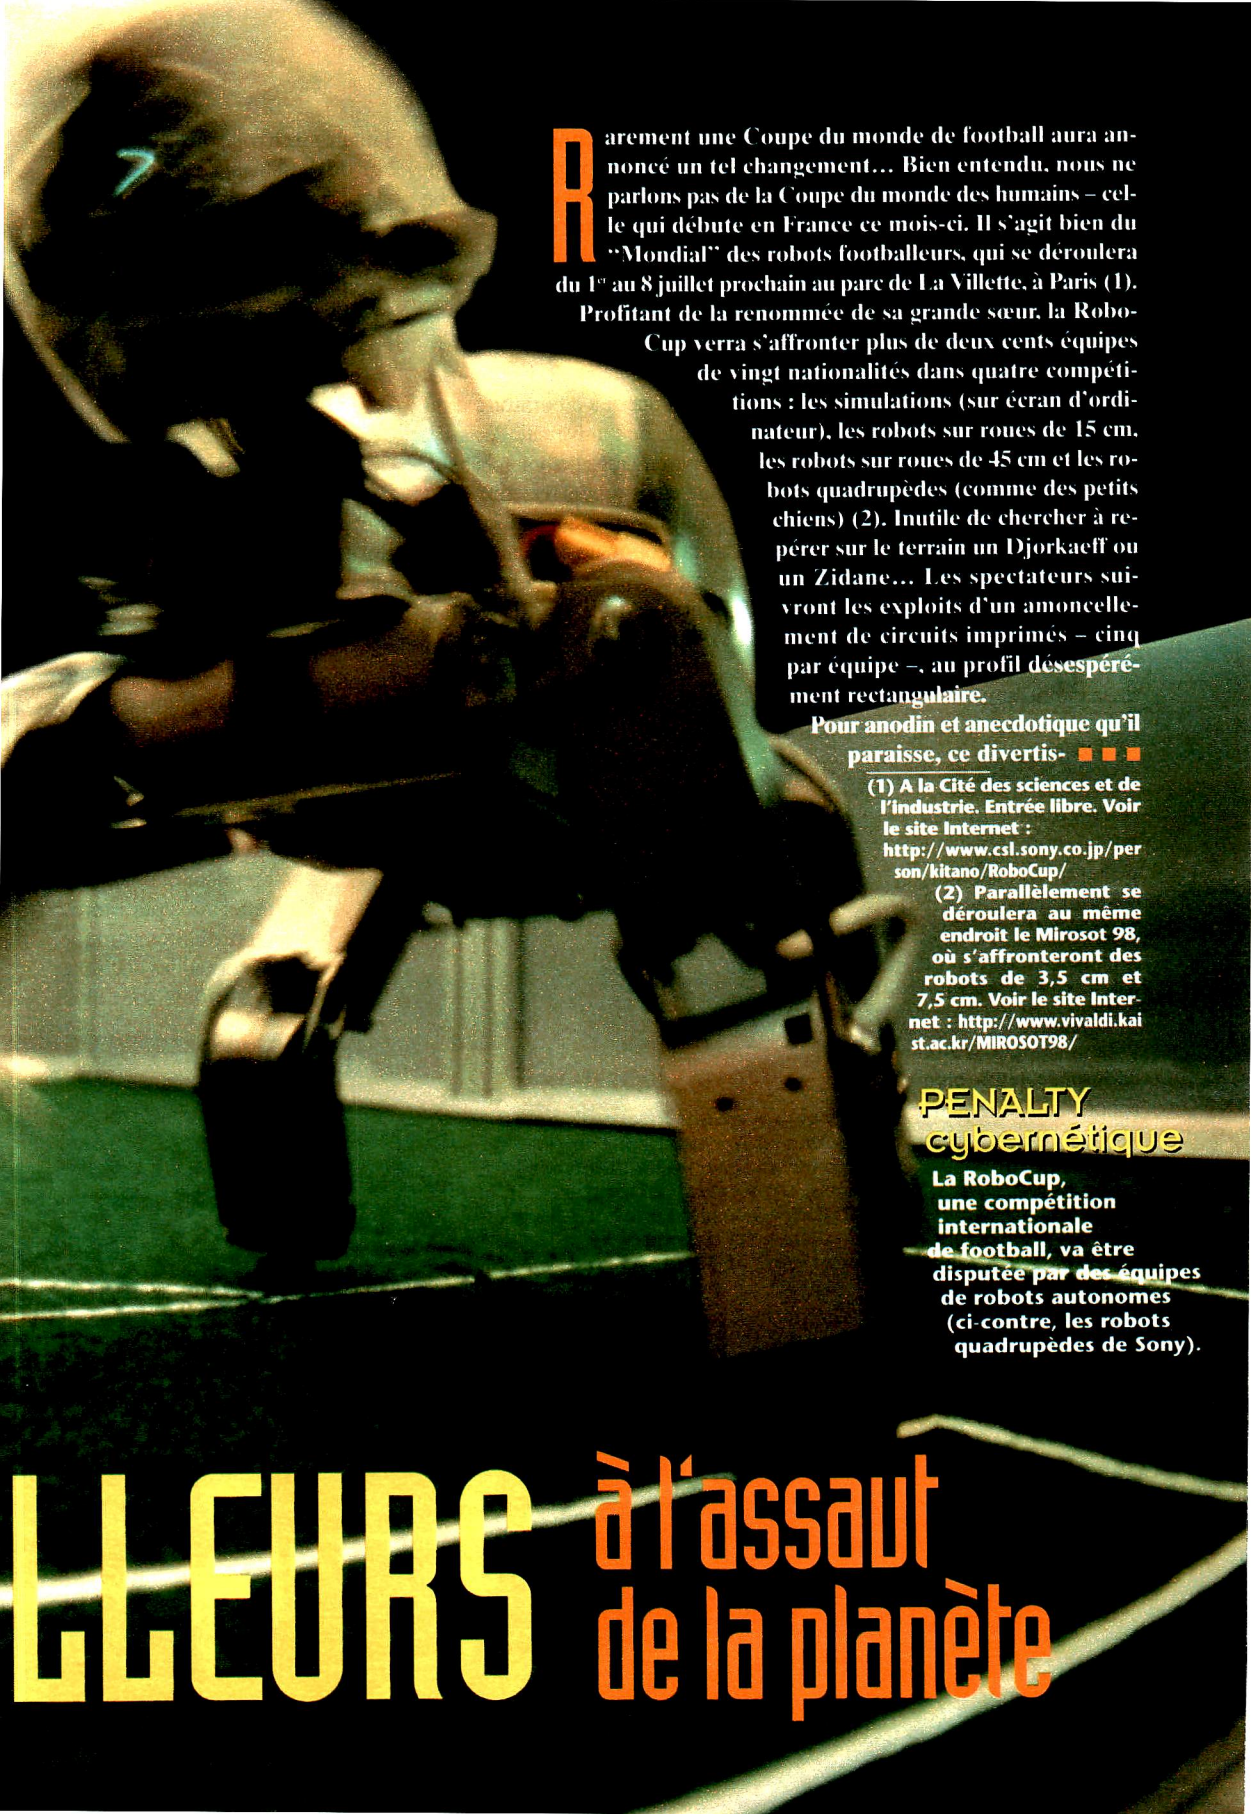 Rarement une Coupe du monde de football aura an-
noncé un tel changement... Bien entendu, nous ne
parlons pas de la Coupe du monde des humains – cel-
le qui débute en France ce mois-ci. Il s'agit bien du
"Mondial" des robots footballeurs, qui se déroulera
du 1er au 8 juillet prochain au parc de La Villette, à Paris (1).
Profitant de la renommée de sa grande sœur, la Robo-
Cup verra s'affronter plus de deux cents équipes
de vingt nationalités dans quatre compéti-
tions : les simulations (sur écran d'ordi-
nateur), les robots sur roues de 15 cm,
les robots sur roues de 45 cm et les ro-
bots quadrupèdes (comme des petits
chiens) (2). Inutile de chercher à re-
pérer sur le terrain un Djorkaeff ou
un Zidane... Les spectateurs sui-
vront les exploits d'un amoncelle-
ment de circuits imprimés – cinq
par équipe –, au profil désespéré-
ment rectangulaire.
Pour anodin et anecdotique qu'il
paraisse, ce divertis- ■ ■ ■
(1) A la Cité des sciences et de
l'Industrie. Entrée libre. Voir
le site Internet :
http://www.csl.sony.co.jp/per
son/kitano/RoboCup/
(2) Parallèlement se
déroulera au même
endroit le Mirosot 98,
où s'affronteront des
robots de 3,5 cm et
7,5 cm. Voir le site Inter-
net : http://www.vivaldi.kai
st.ac.kr/MIROSOT98/
PENALTY
cybernétique
La RoboCup,
une compétition
internationale
de football, va être
disputée par des équipes
de robots autonomes
(ci-contre, les robots
quadrupèdes de Sony).
LLEURS à l'assaut
de la planète